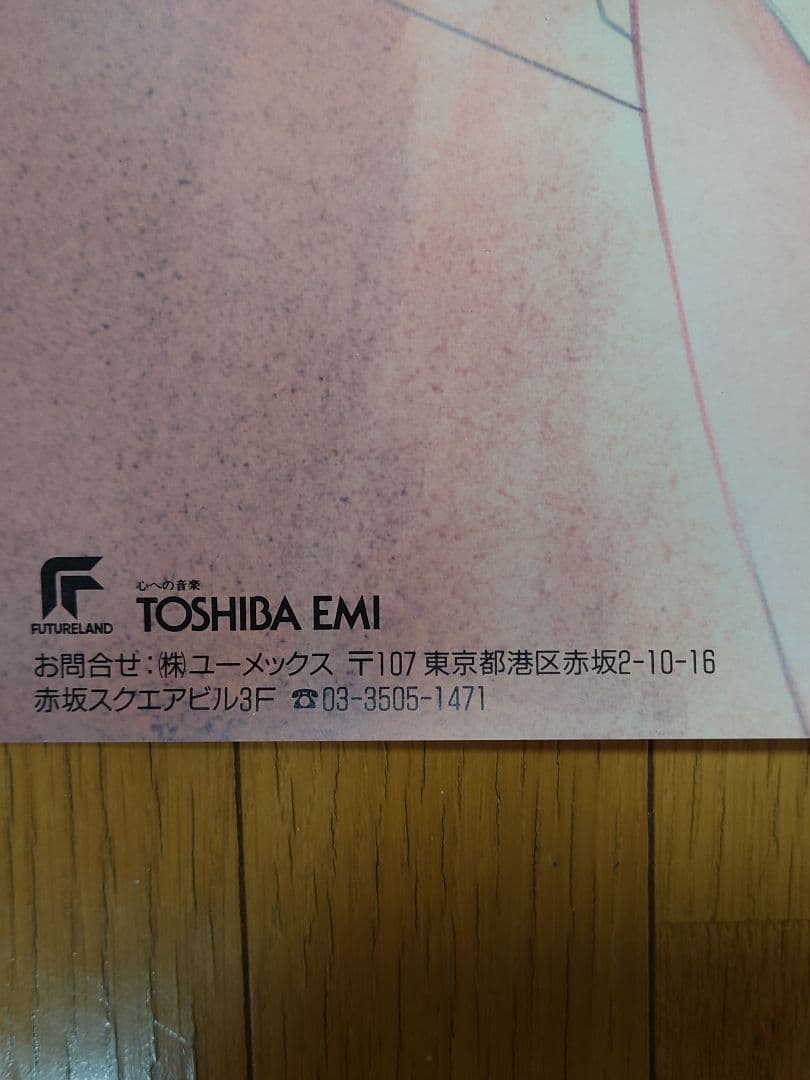 FUTURELAND
心への音楽
TOSHIBA EMI
お問合せ:㈱ユーメックス 〒107 東京都港区赤坂2-10-16
赤坂スクエアビル3F ☎03-3505-1471